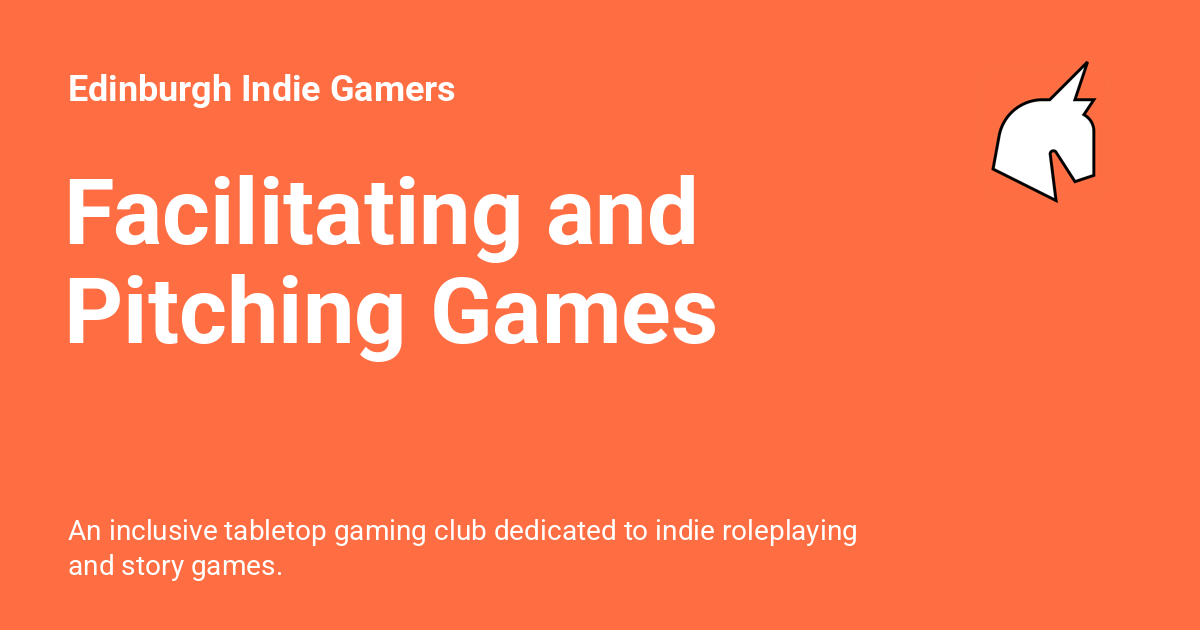 Edinburgh Indie Gamers
Facilitating and
Pitching Games
An inclusive tabletop gaming club dedicated to indie roleplaying
and story games.